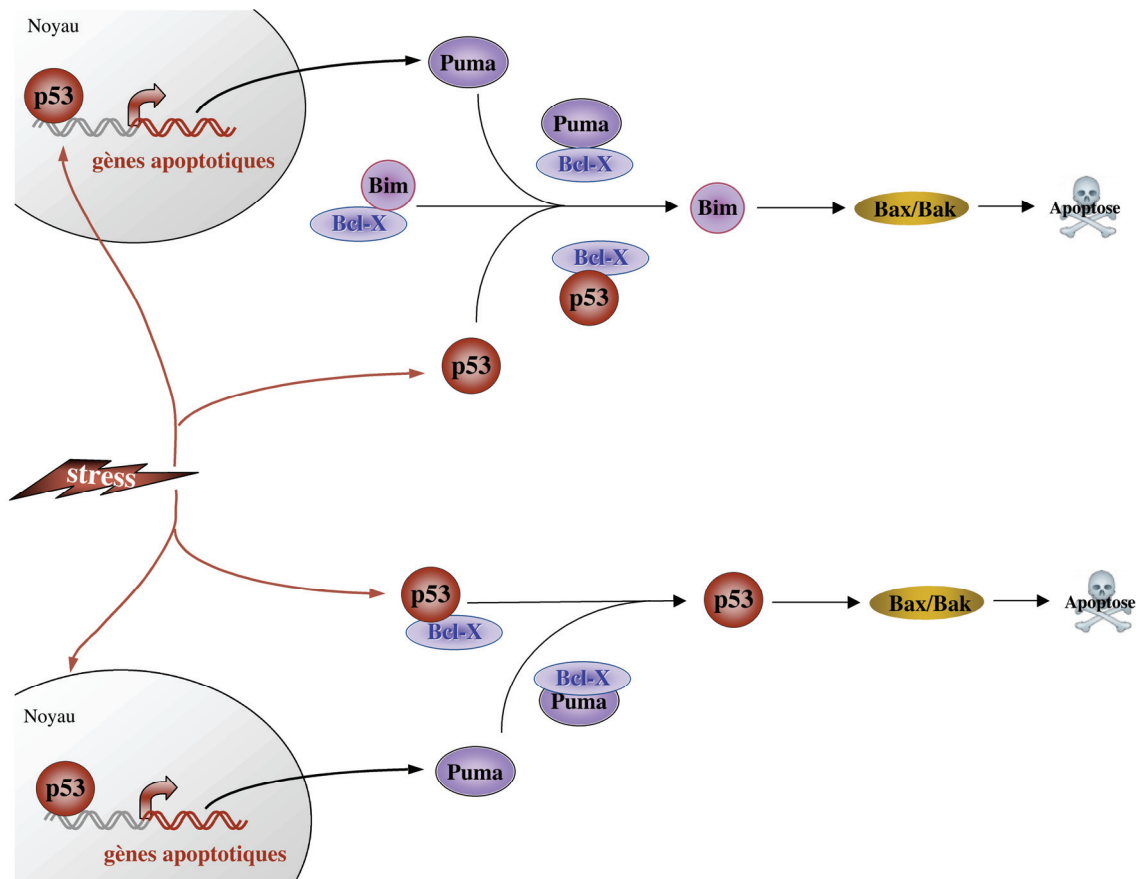 Noyau
p53
gènes apoptotiques
Puma
Puma
Bcl-X
Bim
Bcl-X
Bim
Bax/Bak
Apoptose
Bcl-X
p53
p53
stress
p53
Bcl-X
p53
Bax/Bak
Apoptose
Bcl-X
Puma
Noyau
Puma
p53
gènes apoptotiques